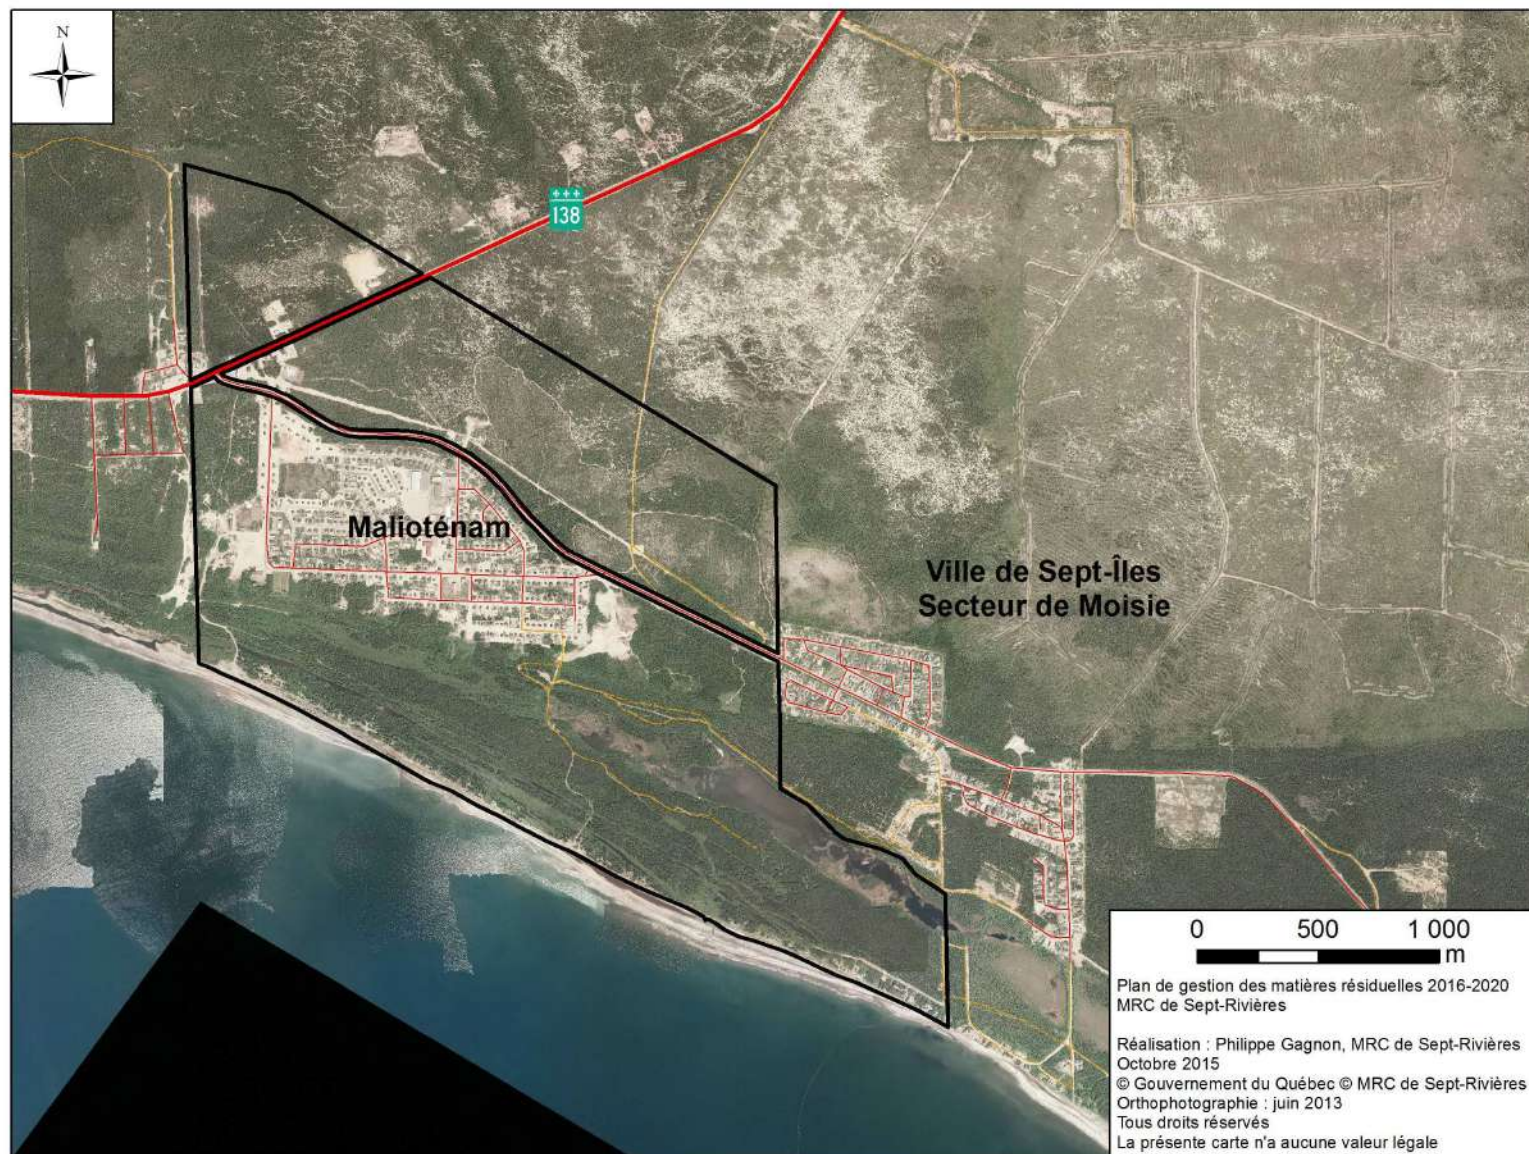 N
138
Malioténam
Ville de Sept-Îles
Secteur de Moisie
0 500 1 000
m
Plan de gestion des matières résiduelles 2016-2020
MRC de Sept-Rivières
Réalisation : Philippe Gagnon, MRC de Sept-Rivières
Octobre 2015
© Gouvernement du Québec © MRC de Sept-Rivières
Orthophotographie : juin 2013
Tous droits réservés
La présente carte n'a aucune valeur légale